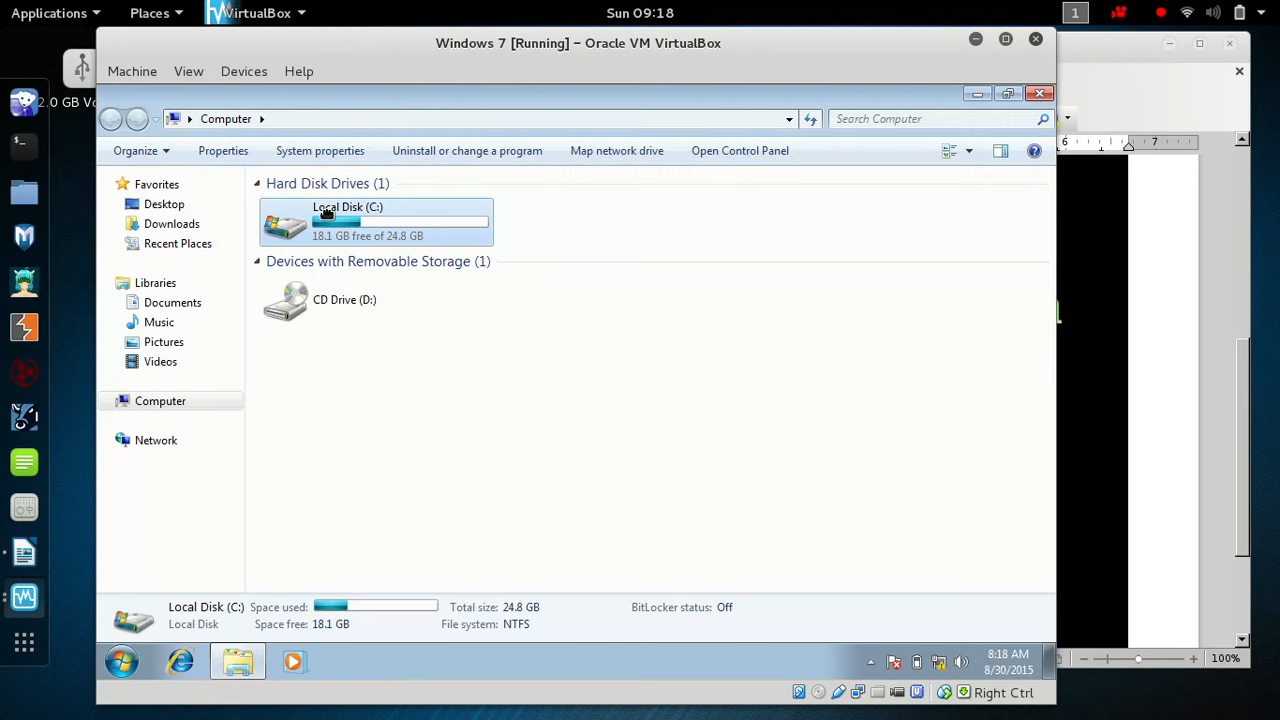 Applications
Places
VirtualBox
Sun 09:18
1
Windows 7 [Running] – Oracle VM VirtualBox
Machine
View
Devices
Help
2.0 GB Vo
Computer
Search Computer
Organize
Properties
System properties
Uninstall or change a program
Map network drive
Open Control Panel
6
7
Favorites
Desktop
Downloads
Recent Places
Libraries
Documents
Music
Pictures
Videos
Computer
Network
Hard Disk Drives (1)
Local Disk (C:)
18.1 GB free of 24.8 GB
Devices with Removable Storage (1)
CD Drive (D:)
Local Disk (C:) Space used:
Total size: 24.8 GB
BitLocker status: Off
Local Disk
Space free: 18.1 GB
File system: NTFS
8:18 AM
8/30/2015
100%
Right Ctrl